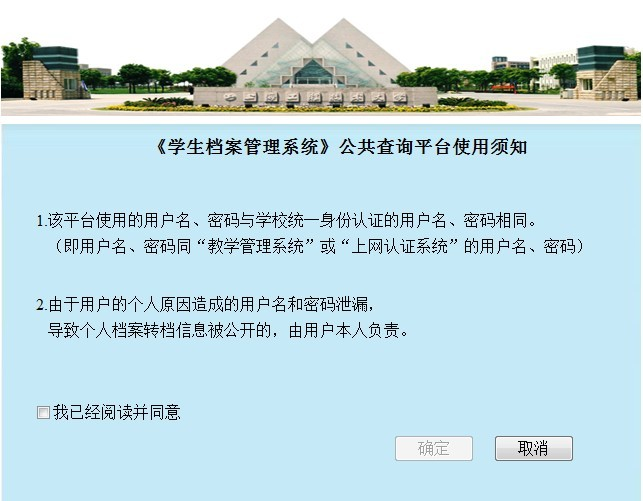 《学生档案管理系统》公共查询平台使用须知
1.该平台使用的用户名、密码与学校统一身份认证的用户名、密码相同。
（即用户名、密码同“教学管理系统”或“上网认证系统”的用户名、密码）
2.由于用户的个人原因造成的用户名和密码泄漏，
导致个人档案转档信息被公开的，由用户本人负责。
我已经阅读并同意
确定
取消